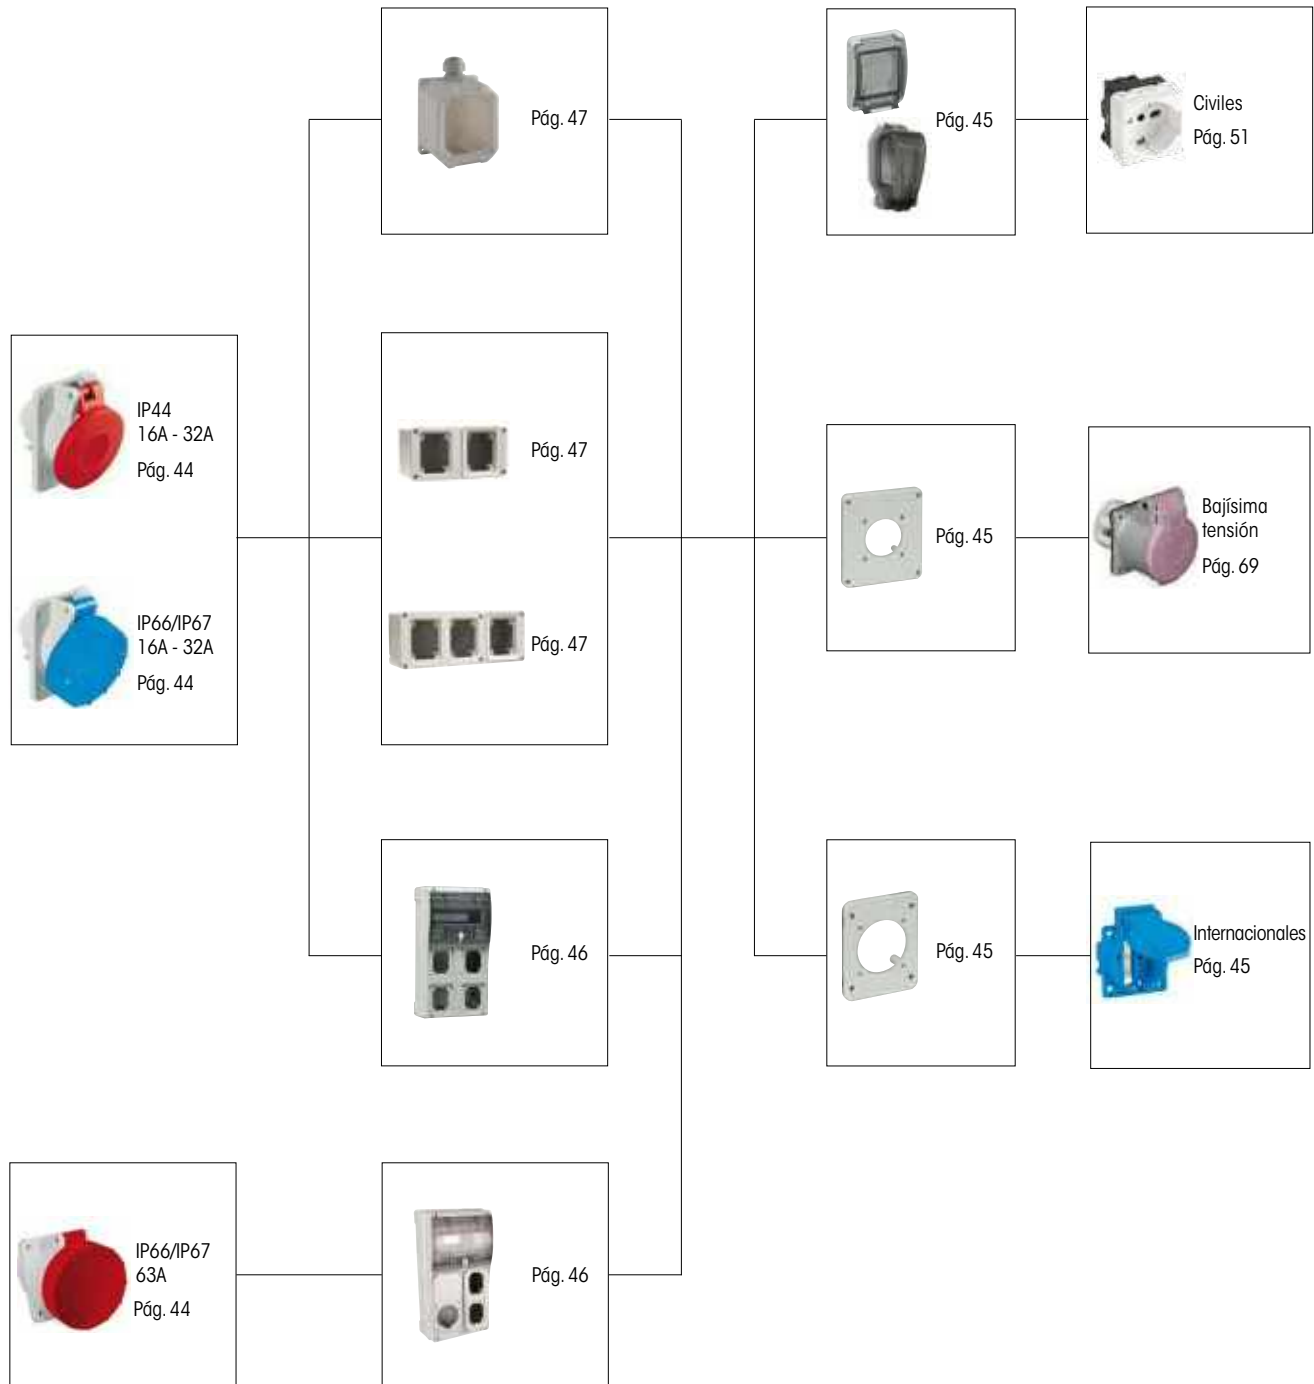 Pág. 47
Pág. 45
Civiles
Pág. 51
IP44
16A - 32A
Pág. 44
IP66/IP67
16A - 32A
Pág. 44
Pág. 47
Pág. 47
Pág. 45
Bajísima
tensión
Pág. 69
Pág. 46
Pág. 45
Internacionales
Pág. 45
IP66/IP67
63A
Pág. 44
Pág. 46